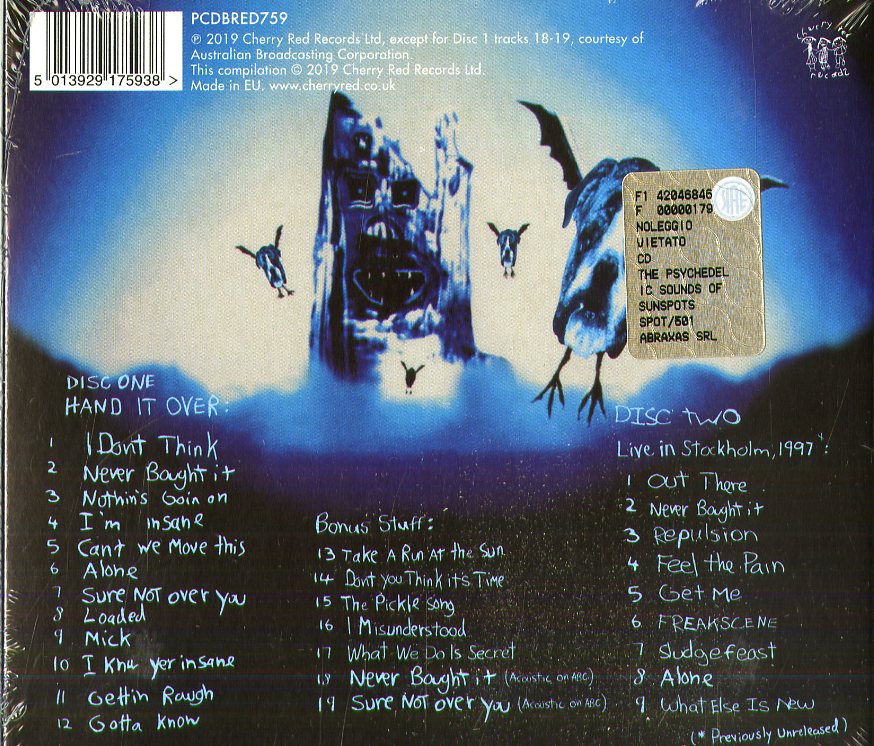 PCDBRED759
℗ 2019 Cherry Red Records Ltd, except for Disc 1 tracks 18-19, courtesy of
Australian Broadcasting Corporation.
This compilation © 2019 Cherry Red Records Ltd.
Made in EU. www.cherryred.co.uk
5 013929 175938 >
cherry red
records
F1 42046846
F 00000179
NOLEGGIO
VIETATO
CD
THE PSYCHEDEL
IC SOUNDS OF
SUNSPOTS
SPOT/501
ABRAXAS SRL
DISC ONE
HAND IT OVER:
1 I Dont Think
2 Never Bought it
3 Nothin's Goin on
4 I'm insane
5 Cant we Move this
6 Alone
7 Sure Not over you
8 Loaded
9 Mick
10 I Know yer insane
11 Gettin Rough
12 Gotta Know
Bonus Stuff:
13 Take A Run At the Sun
14 Dont you Think it's Time
15 The Pickle Song
16 I Misunderstood
17 What We Do Is Secret
18 Never Bought it (Acoustic on ABC)
19 Sure Not over you (Acoustic on ABC)
DISC TWO
Live in Stockholm, 1997*:
1 Out There
2 Never Bought it
3 Repulsion
4 Feel the Pain
5 Get Me
6 FREAKSCENE
7 Sludgefeast
8 Alone
9 What Else Is New
(* Previously Unreleased)